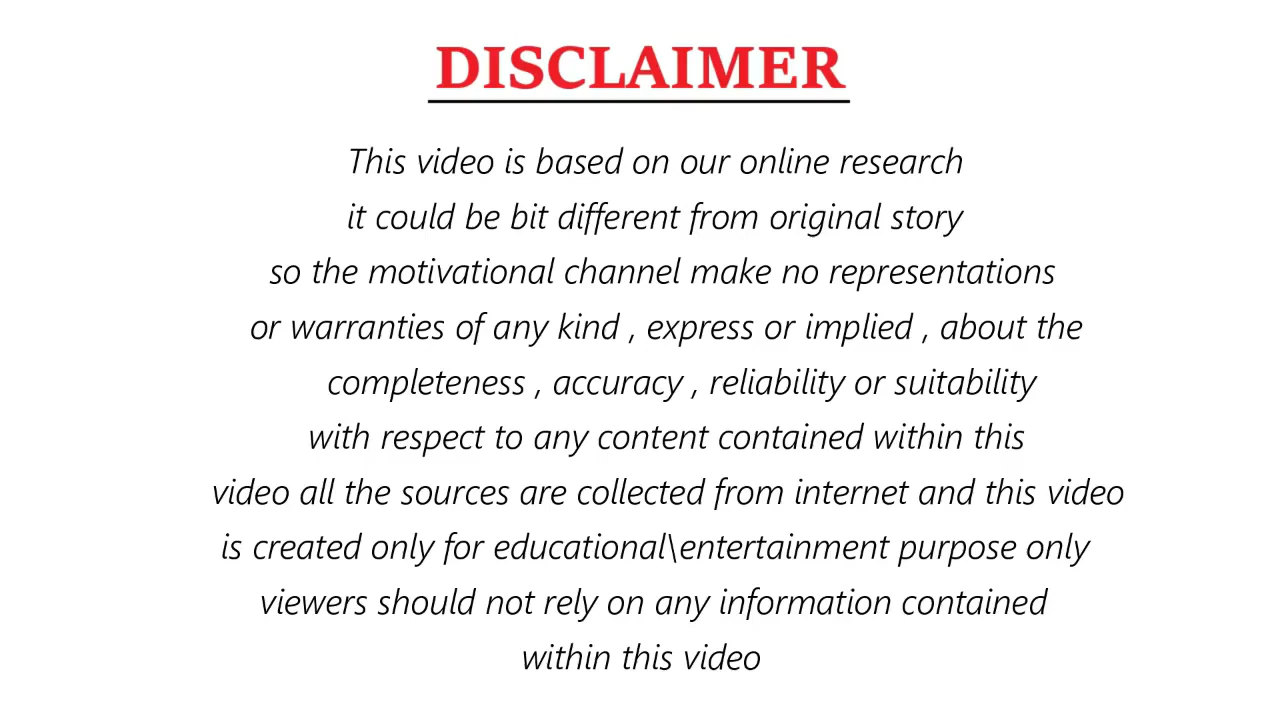 DISCLAIMER
This video is based on our online research
it could be bit different from original story
so the motivational channel make no representations
or warranties of any kind , express or implied , about the
completeness , accuracy , reliability or suitability
with respect to any content contained within this
video all the sources are collected from internet and this video
is created only for educational\entertainment purpose only
viewers should not rely on any information contained
within this video